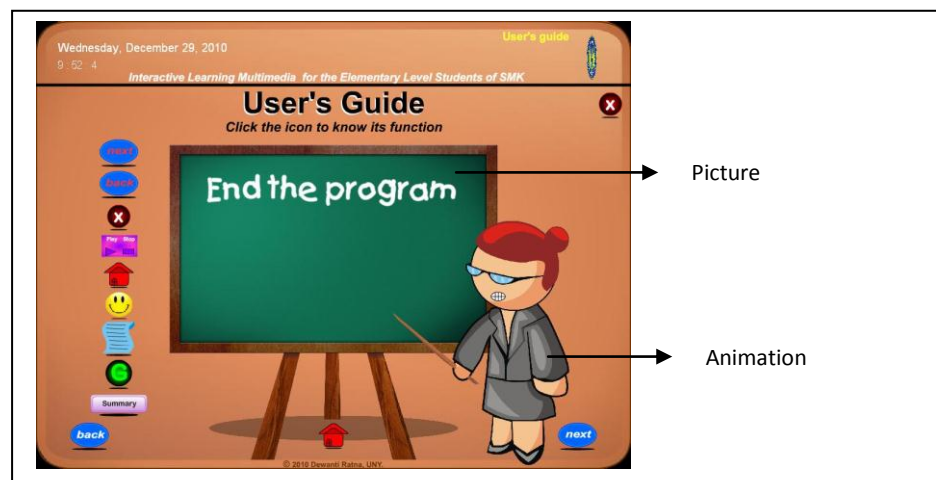 User's guide
Wednesday, December 29, 2010
9 : 52 : 4
Interactive Learning Multimedia for the Elementary Level Students of SMK
User's Guide
Click the icon to know its function
X
next
back
X
Play Stop
G
Summary
End the program
Picture
Animation
back
next
© 2010 Dewanti Ratna, UNY.